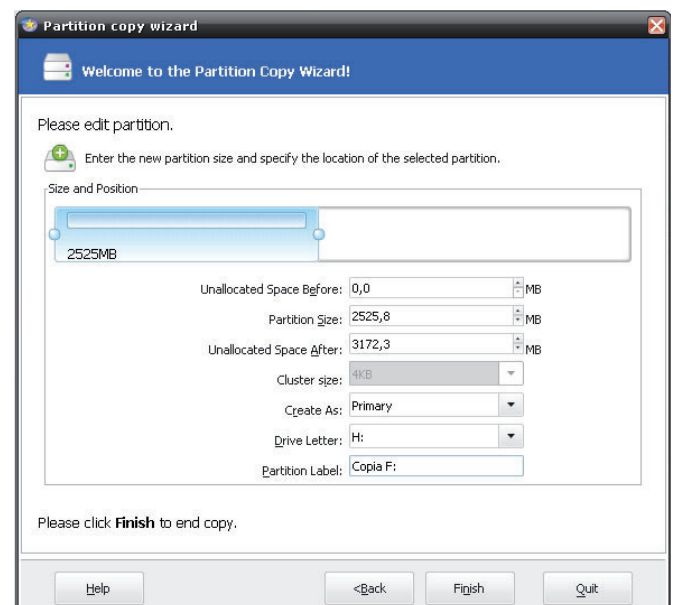 Partition copy wizard
Welcome to the Partition Copy Wizard!
Please edit partition.
Enter the new partition size and specify the location of the selected partition.
Size and Position
2525MB
Unallocated Space Before: 0,0 MB
Partition Size: 2525,8 MB
Unallocated Space After: 3172,3 MB
Cluster size: 4KB
Create As: Primary
Drive Letter: H:
Partition Label: Copia F:
Please click Finish to end copy.
Help <Back Finish Quit